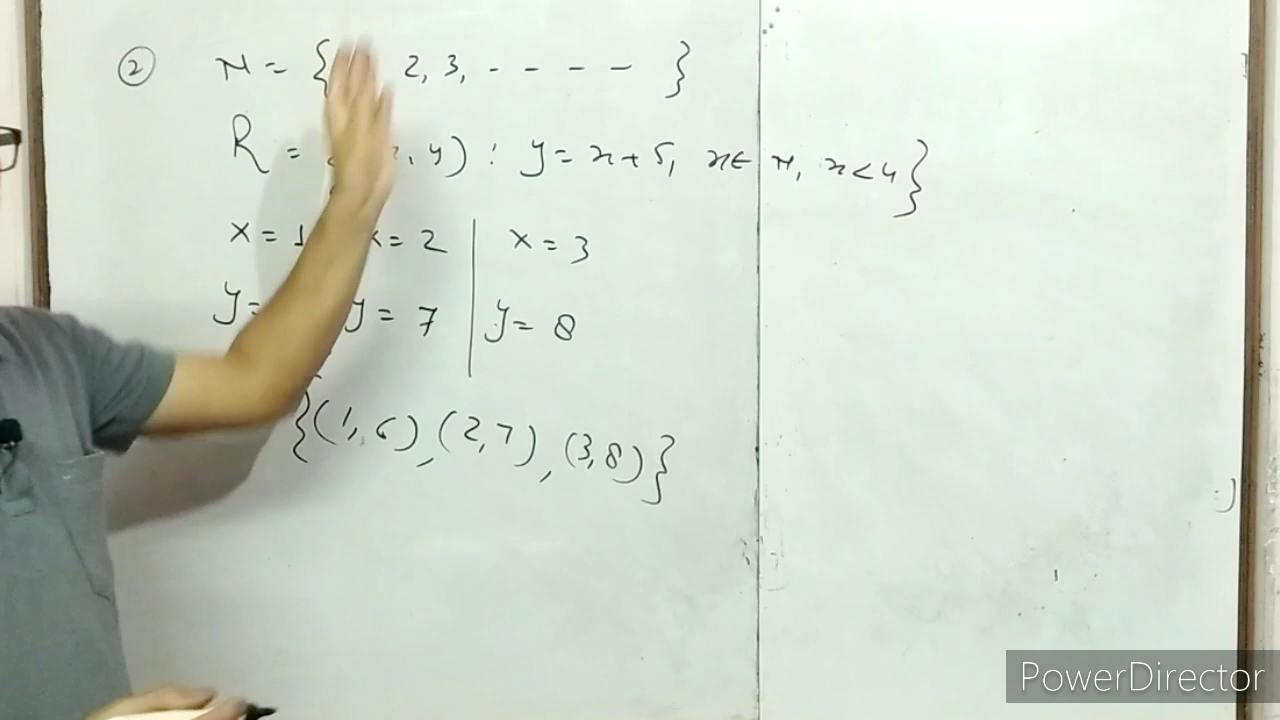 ② N = { 2, 3, - - - - }
R = , y) : y = x + 5, x ∈ N, x < 4 }
x = 1 x = 2 | x = 3
y = y = 7 | y = 8
{(1, 6), (2, 7), (3, 8)}
PowerDirector